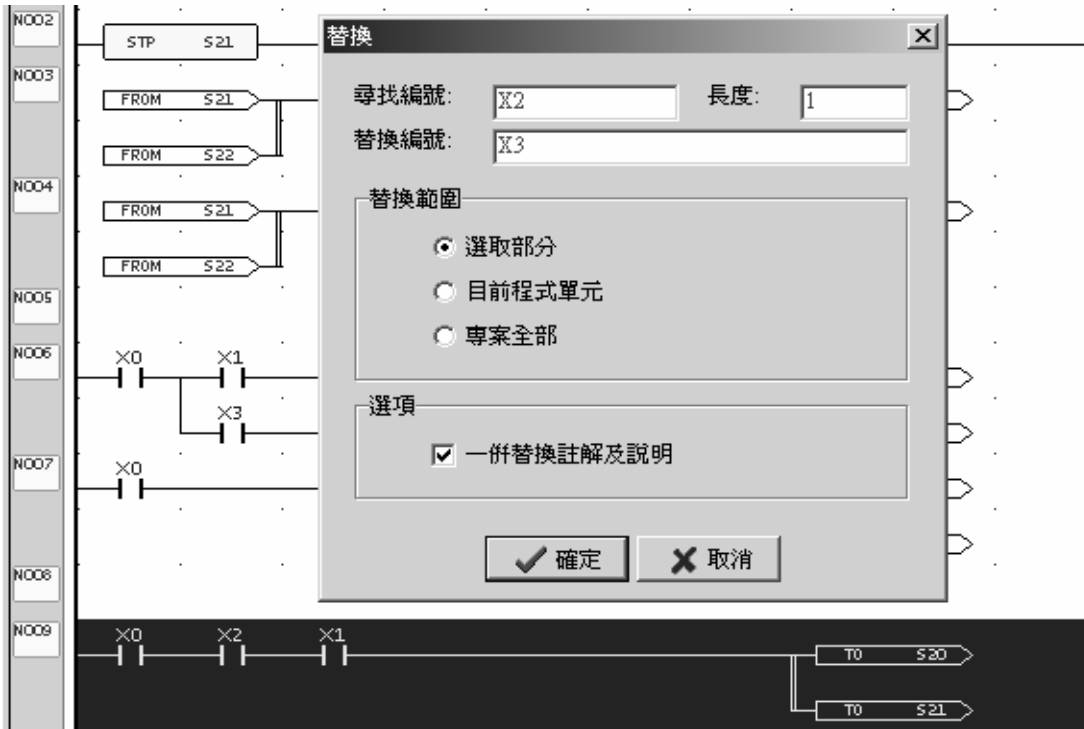 N002
STP S21
替換
N003
尋找編號: X2 長度: 1
FROM S21
替換編號: X3
FROM S22
N004
替換範圍
FROM S21
選取部分
FROM S22
目前程式單元
N005
專案全部
N006
X0 X1
選項
X3
一併替換註解及說明
N007
X0
確定 取消
N008
N009
X0 X2 X1
TO S20
TO S21